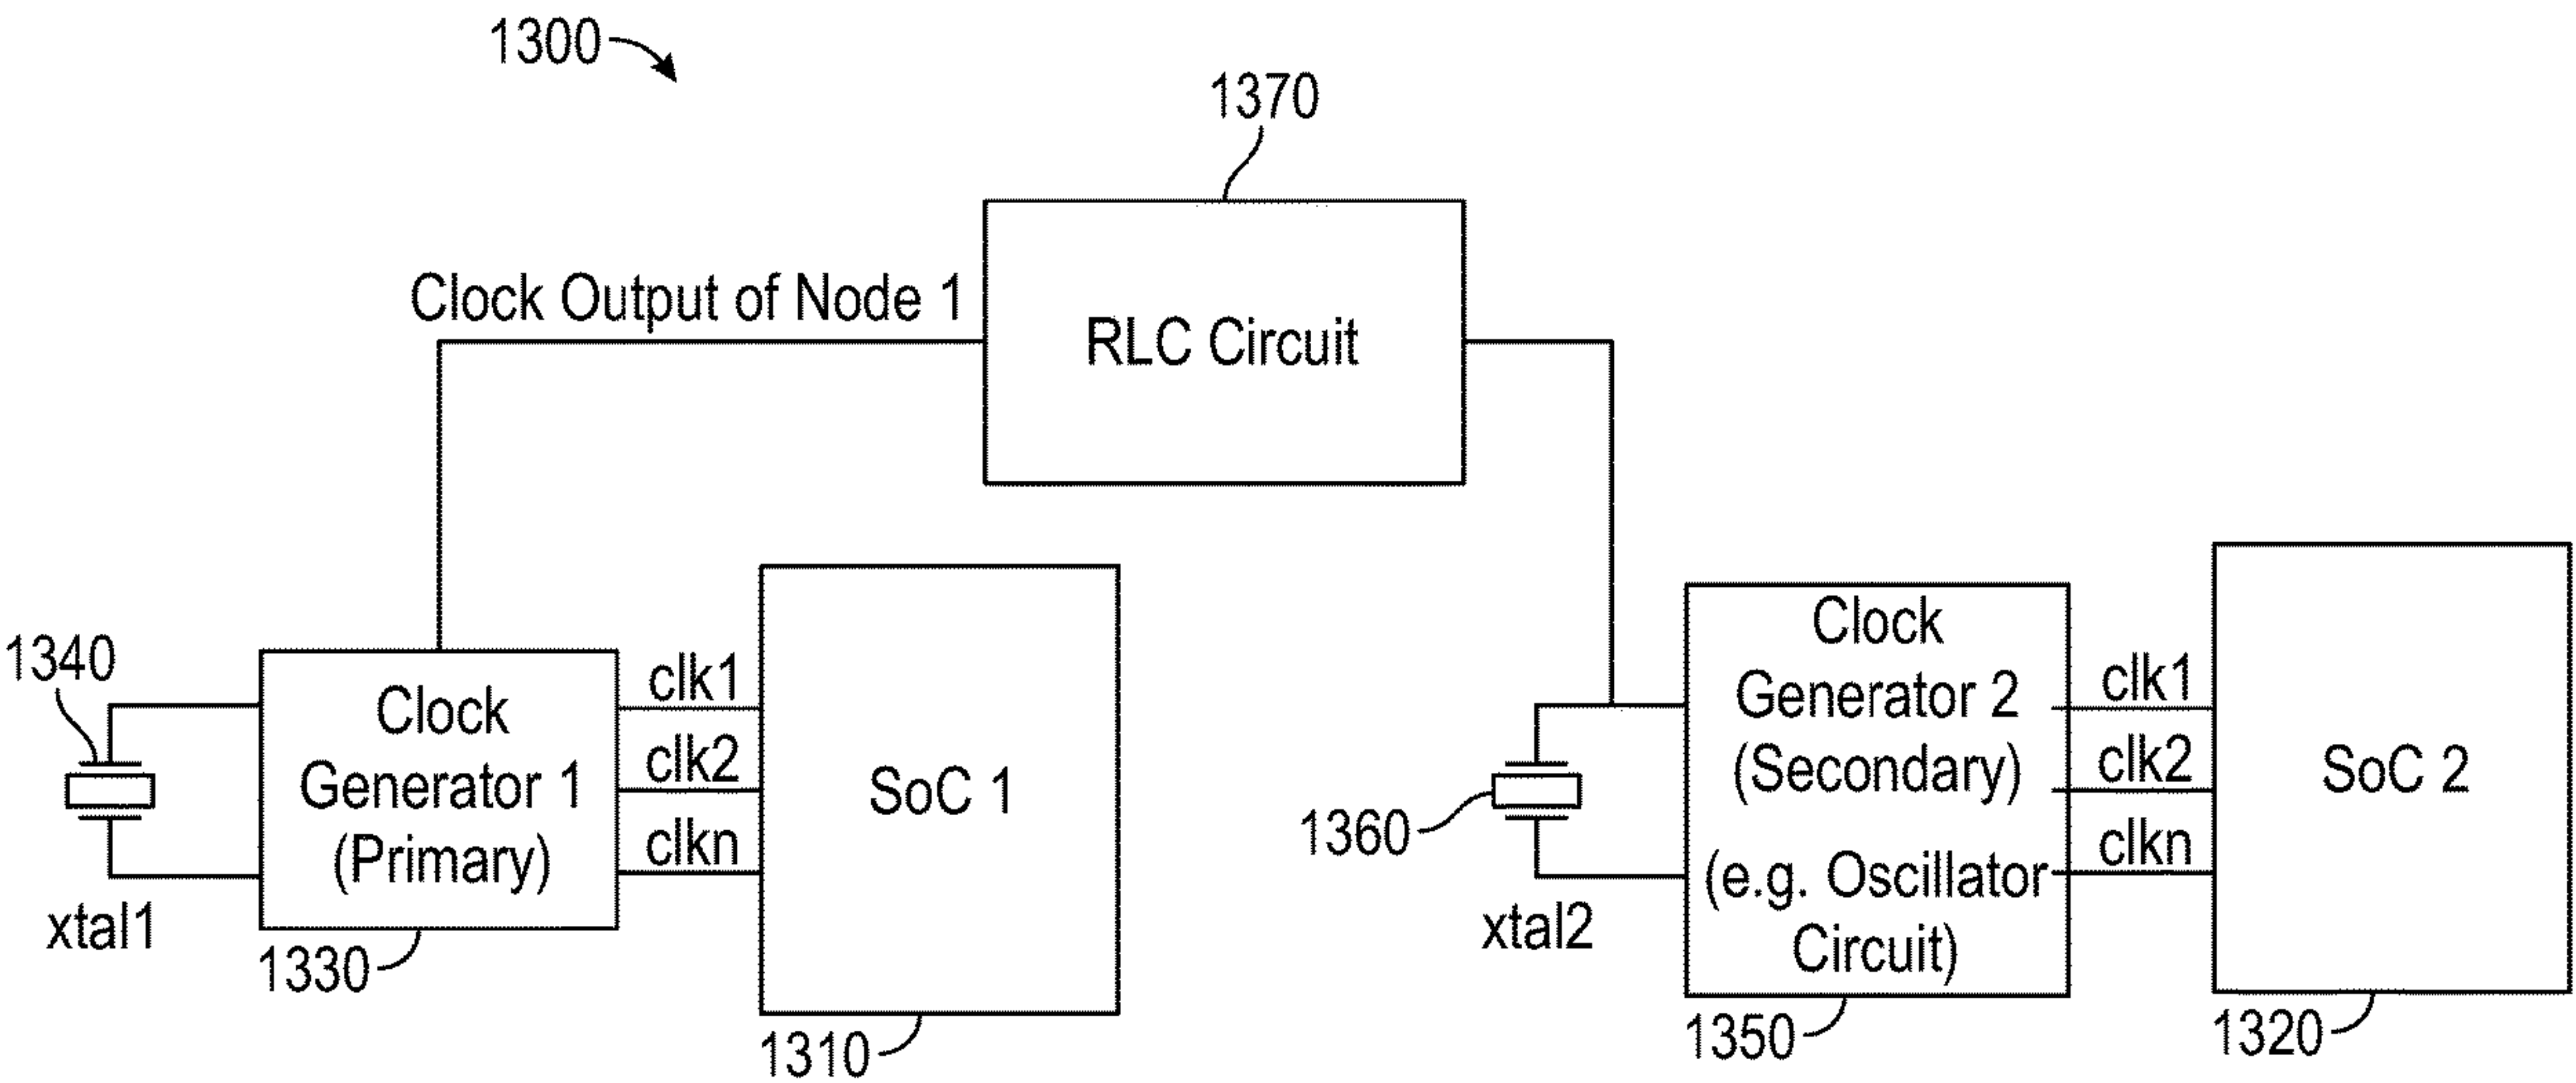 1300
1370
Clock Output of Node 1
RLC Circuit
1340
Clock
Generator 1
(Primary)
xtal1
1330
clk1
clk2
clkn
SoC 1
1310
1360
xtal2
Clock
Generator 2
(Secondary)
(e.g. Oscillator
Circuit)
1350
clk1
clk2
clkn
SoC 2
1320